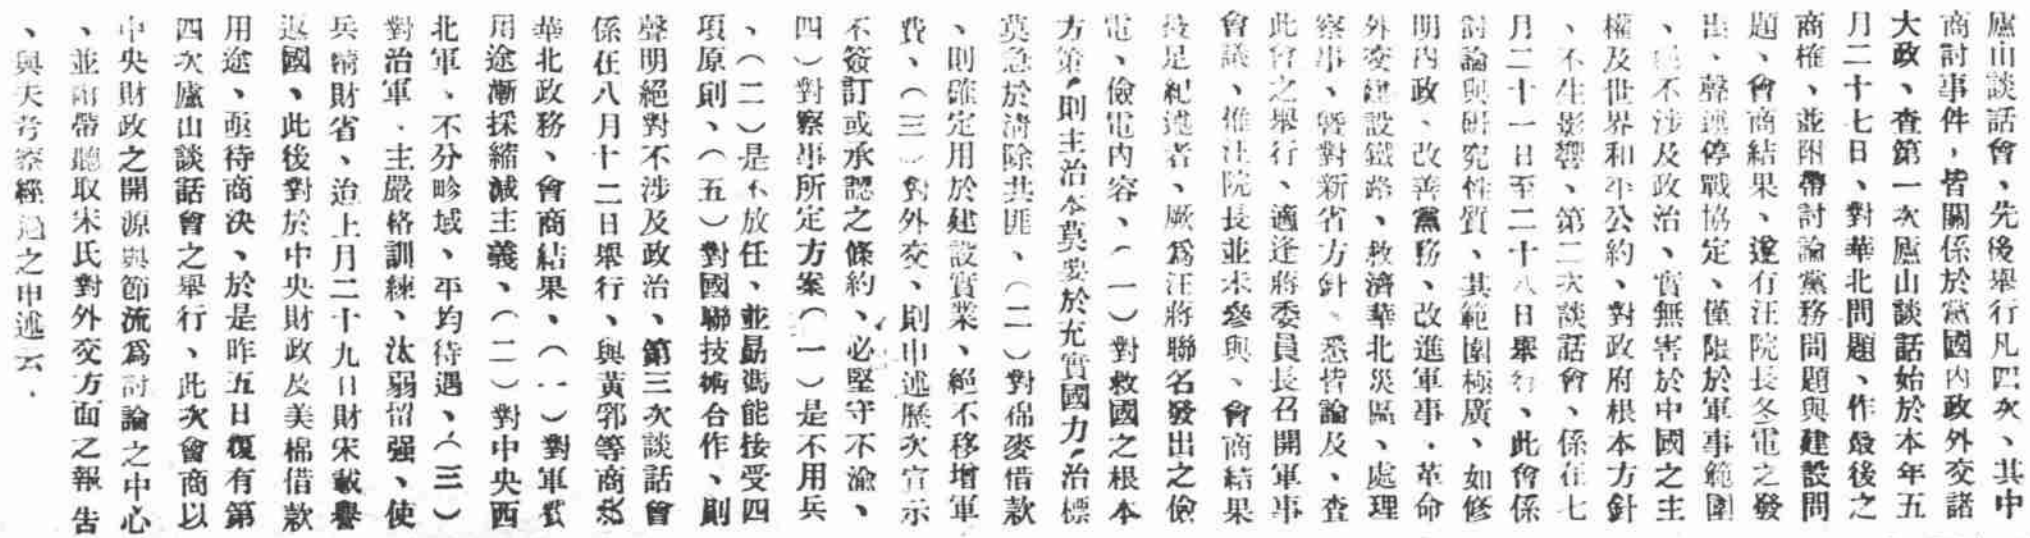 廬山談話會、先後舉行凡四次、其中
商討事件、皆關係於黨國內政外交諸
大政、查第一次廬山談話始於本年五
月二十七日、對華北問題、作最後之
商榷、並附帶討論黨務問題與建設問
題、會商結果、遂有汪院長冬電之發
出、聲述停戰協定、僅限於軍事範圍
、不涉及政治、實無害於中國之主
權及世界和平公約、對政府根本方針
、不生影響、第二次談話會、係在七
月二十一日至二十八日舉行、此會係
討論與研究性質、其範圍極廣、如修
明內政、改善黨務、改進軍事、革命
外交建設鐵路、救濟華北災區、處理
察事、暨對新省方針、悉皆論及、查
此會之舉行、適逢蔣委員長召開軍事
會議、惟汪院長並未參與、會商結果
足紀述者、厥為汪蔣聯名發出之儉
電、儉電內容、(一)對救國之根本
方策、則主治本莫要於充實國力、治標
莫急於清除共匪、(二)對棉麥借款
、則確定用於建設實業、絕不移增軍
費、(三)對外交、則申述歷次宣示
不簽訂或承認之條約、必堅守不渝、
四)對察事所定方案(一)是不用兵
、(二)是不放任、並勗馮能接受四
項原則、(五)對國聯技術合作、則
聲明絕對不涉及政治、第三次談話會
係在八月十二日舉行、與黃郛等商
華北政務、會商結果、(一)對軍費
用途漸採縮減主義、(二)對中央西
北軍、不分畛域、平均待遇、(三)
對治軍、主嚴格訓練、汰弱留强、使
兵精財省、迨上月二十九日財宋載譽
返國、此後對於中央財政及美棉借款
用途、亟待商決、於是昨五日復有第
四次廬山談話會之舉行、此次會商以
中央財政之開源與節流為討論之中心
、並附帶聽取宋氏對外交方面之報告
、與夫考察經過之申述云.